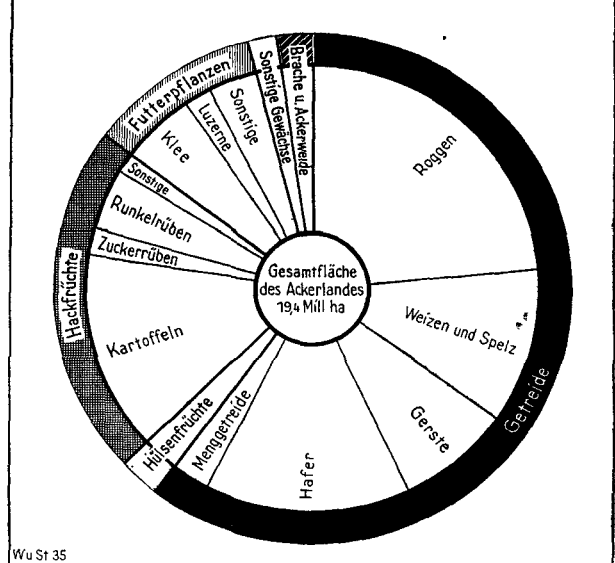 Brache u. Ackerweide
Roggen
Weizen und Spelz
Getreide
Gerste
Hafer
Menggetreide
Hülsenfrüchte
Kartoffeln
Hackfrüchte
Zuckerrüben
Runkelrüben
Sonstige
Klee
Futterpflanzen
Luzerne
Sonstige
Sonstige Gewächse
Gesamtfläche
des Ackerlandes
19,4 Mill ha
Wu St 35